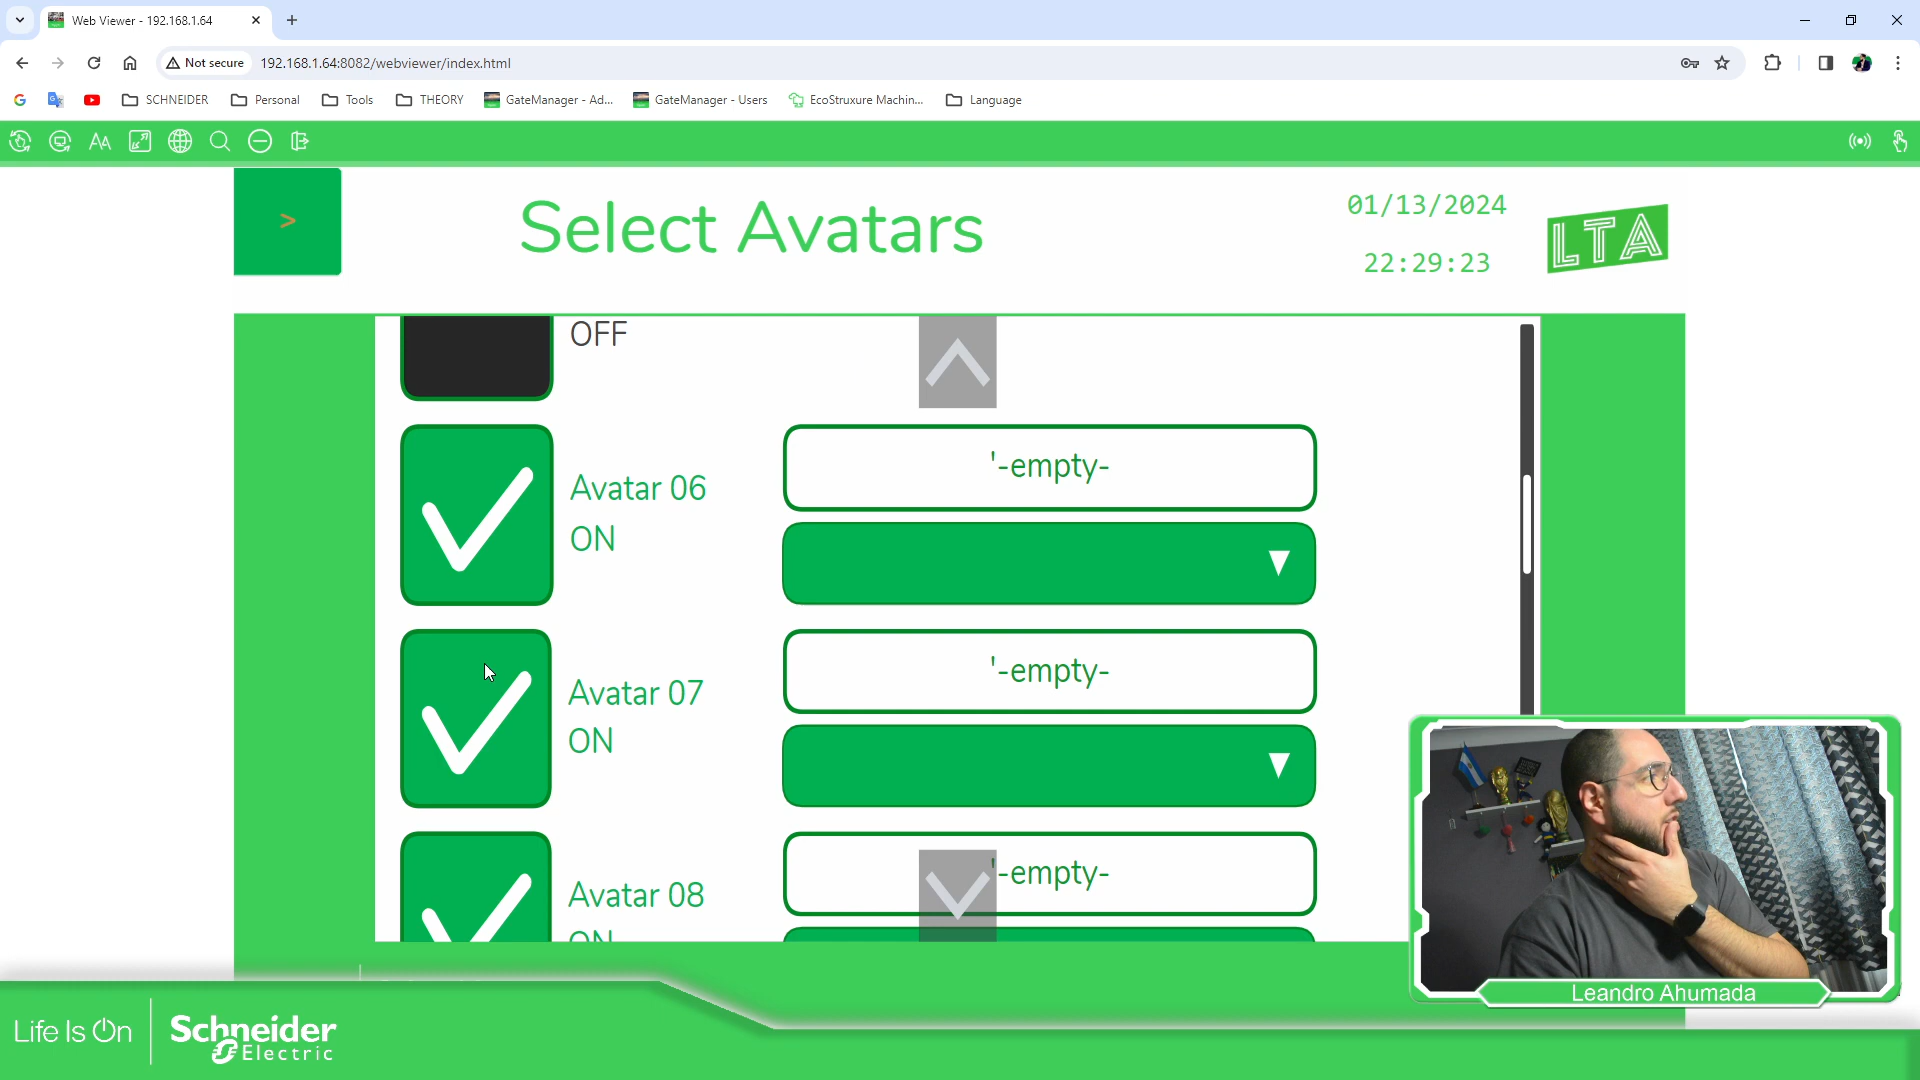 Web Viewer - 192.168.1.64
Not secure
192.168.1.64:8082/webviewer/index.html
SCHNEIDER
Personal
Tools
THEORY
GateManager - Ad...
GateManager - Users
EcoStruxure Machin...
Language
AA
>
Select Avatars
01/13/2024
22:29:23
LTA
OFF
Avatar 06
ON
'-empty-
Avatar 07
ON
'-empty-
Avatar 08
ON
'-empty-
Leandro Ahumada
Life Is On
Schneider
Electric